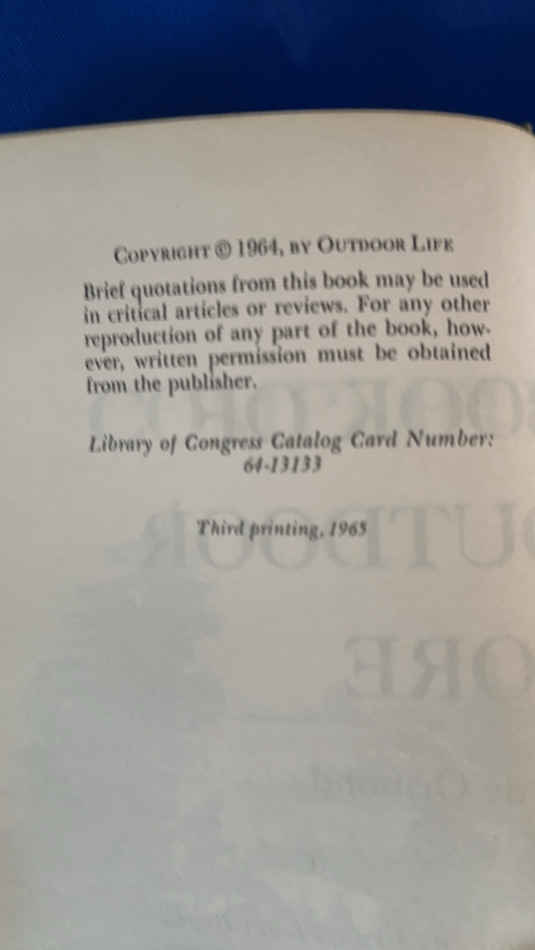 COPYRIGHT © 1964, BY OUTDOOR LIFE
Brief quotations from this book may be used
in critical articles or reviews. For any other
reproduction of any part of the book, how-
ever, written permission must be obtained
from the publisher.
Library of Congress Catalog Card Number:
64-13133
Third printing, 1965